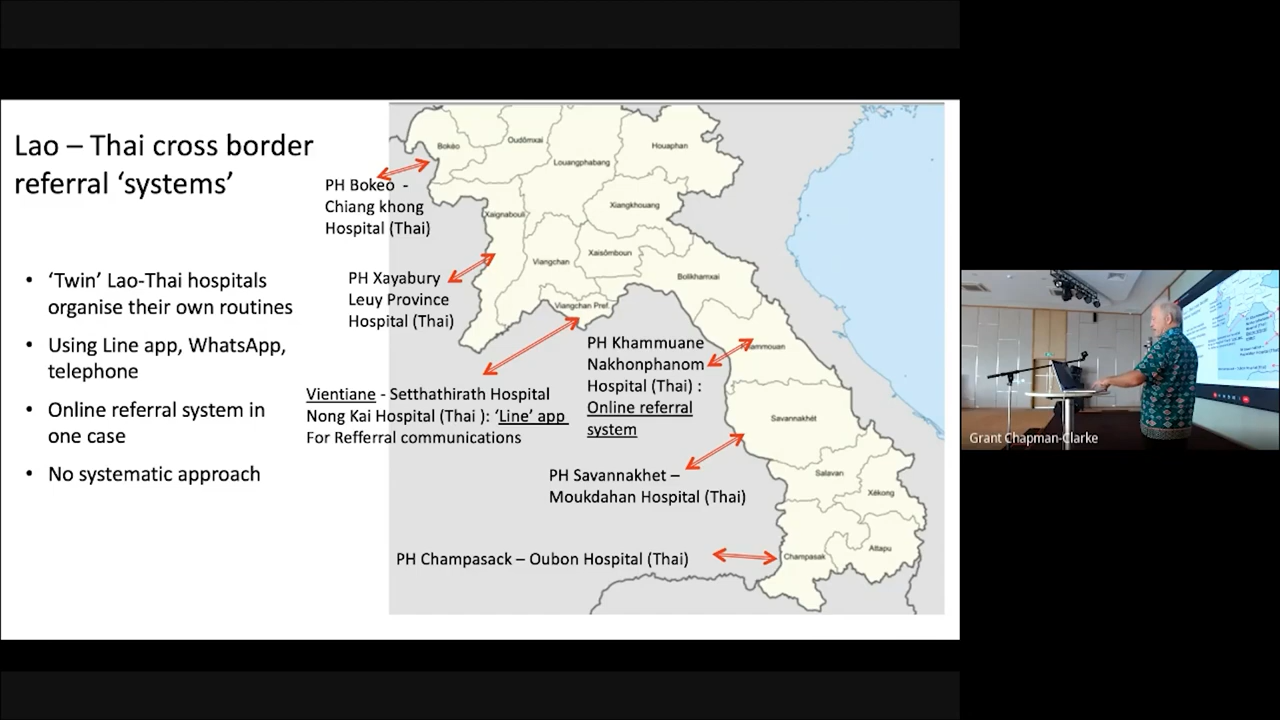 Lao – Thai cross border
referral ‘systems’
• ‘Twin’ Lao-Thai hospitals
organise their own routines
• Using Line app, WhatsApp,
telephone
• Online referral system in
one case
• No systematic approach
PH Bokeo -
Chiang khong
Hospital (Thai)
PH Xayabury
Leuy Province
Hospital (Thai)
Vientiane - Setthathirath Hospital
Nong Kai Hospital (Thai ): ‘Line’ app
For Refferral communications
PH Khammuane
Nakhonphanom
Hospital (Thai) :
Online referral
system
PH Savannakhet –
Moukdahan Hospital (Thai)
PH Champasack – Oubon Hospital (Thai)
Bokèo
Oudômxai
Louangphabang
Houaphan
Xaignabouli
Xiangkhouang
Viangchan
Xaisômboun
Bolikhamxai
Viangchan Pref.
Khammouan
Savannakhét
Salavan
Xékong
Champasak
Attapu
Grant Chapman-Clarke